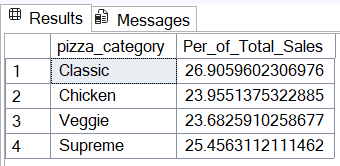 Results Messages
pizza_category Per_of_Total_Sales
1 Classic 26.9059602306976
2 Chicken 23.9551375322885
3 Veggie 23.6825910258677
4 Supreme 25.4563112111462